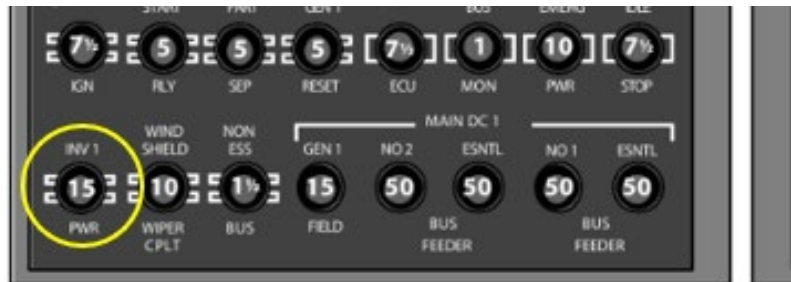 START PART GEN 1 BUS EMERG IDLE
7½ 5 5 5 7½ 1 10 7½
IGN RLY SEP RESET ECU MON PWR STOP
MAIN DC 1
INV 1 WIND SHIELD NON ESS GEN 1 NO 2 ESNTL NO 1 ESNTL
15 10 1½ 15 50 50 50 50
PWR WIPER CPLT BUS FIELD BUS FEEDER BUS FEEDER